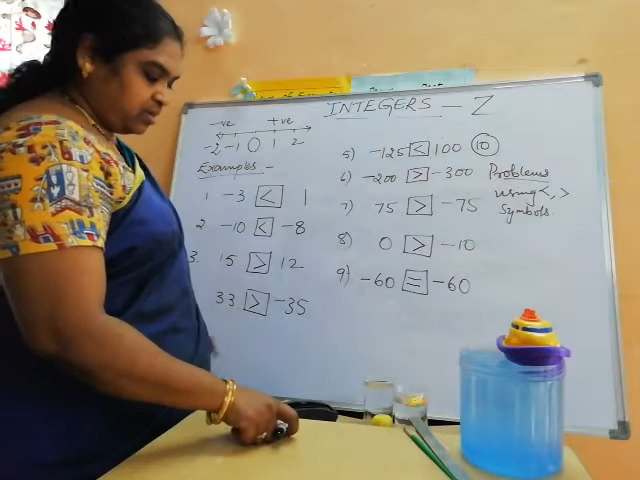 INTEGERS - Z
-ve +ve
-2 -1 0 1 2
Examples -
1. -3 < 1
2. -10 < -8
3. 15 > 12
33 > -35
5) -125 < 100
6) -200 > -300
7) 75 > -75
8) 0 > -10
9) -60 = -60
10 Problems
using <, >
Symbols.